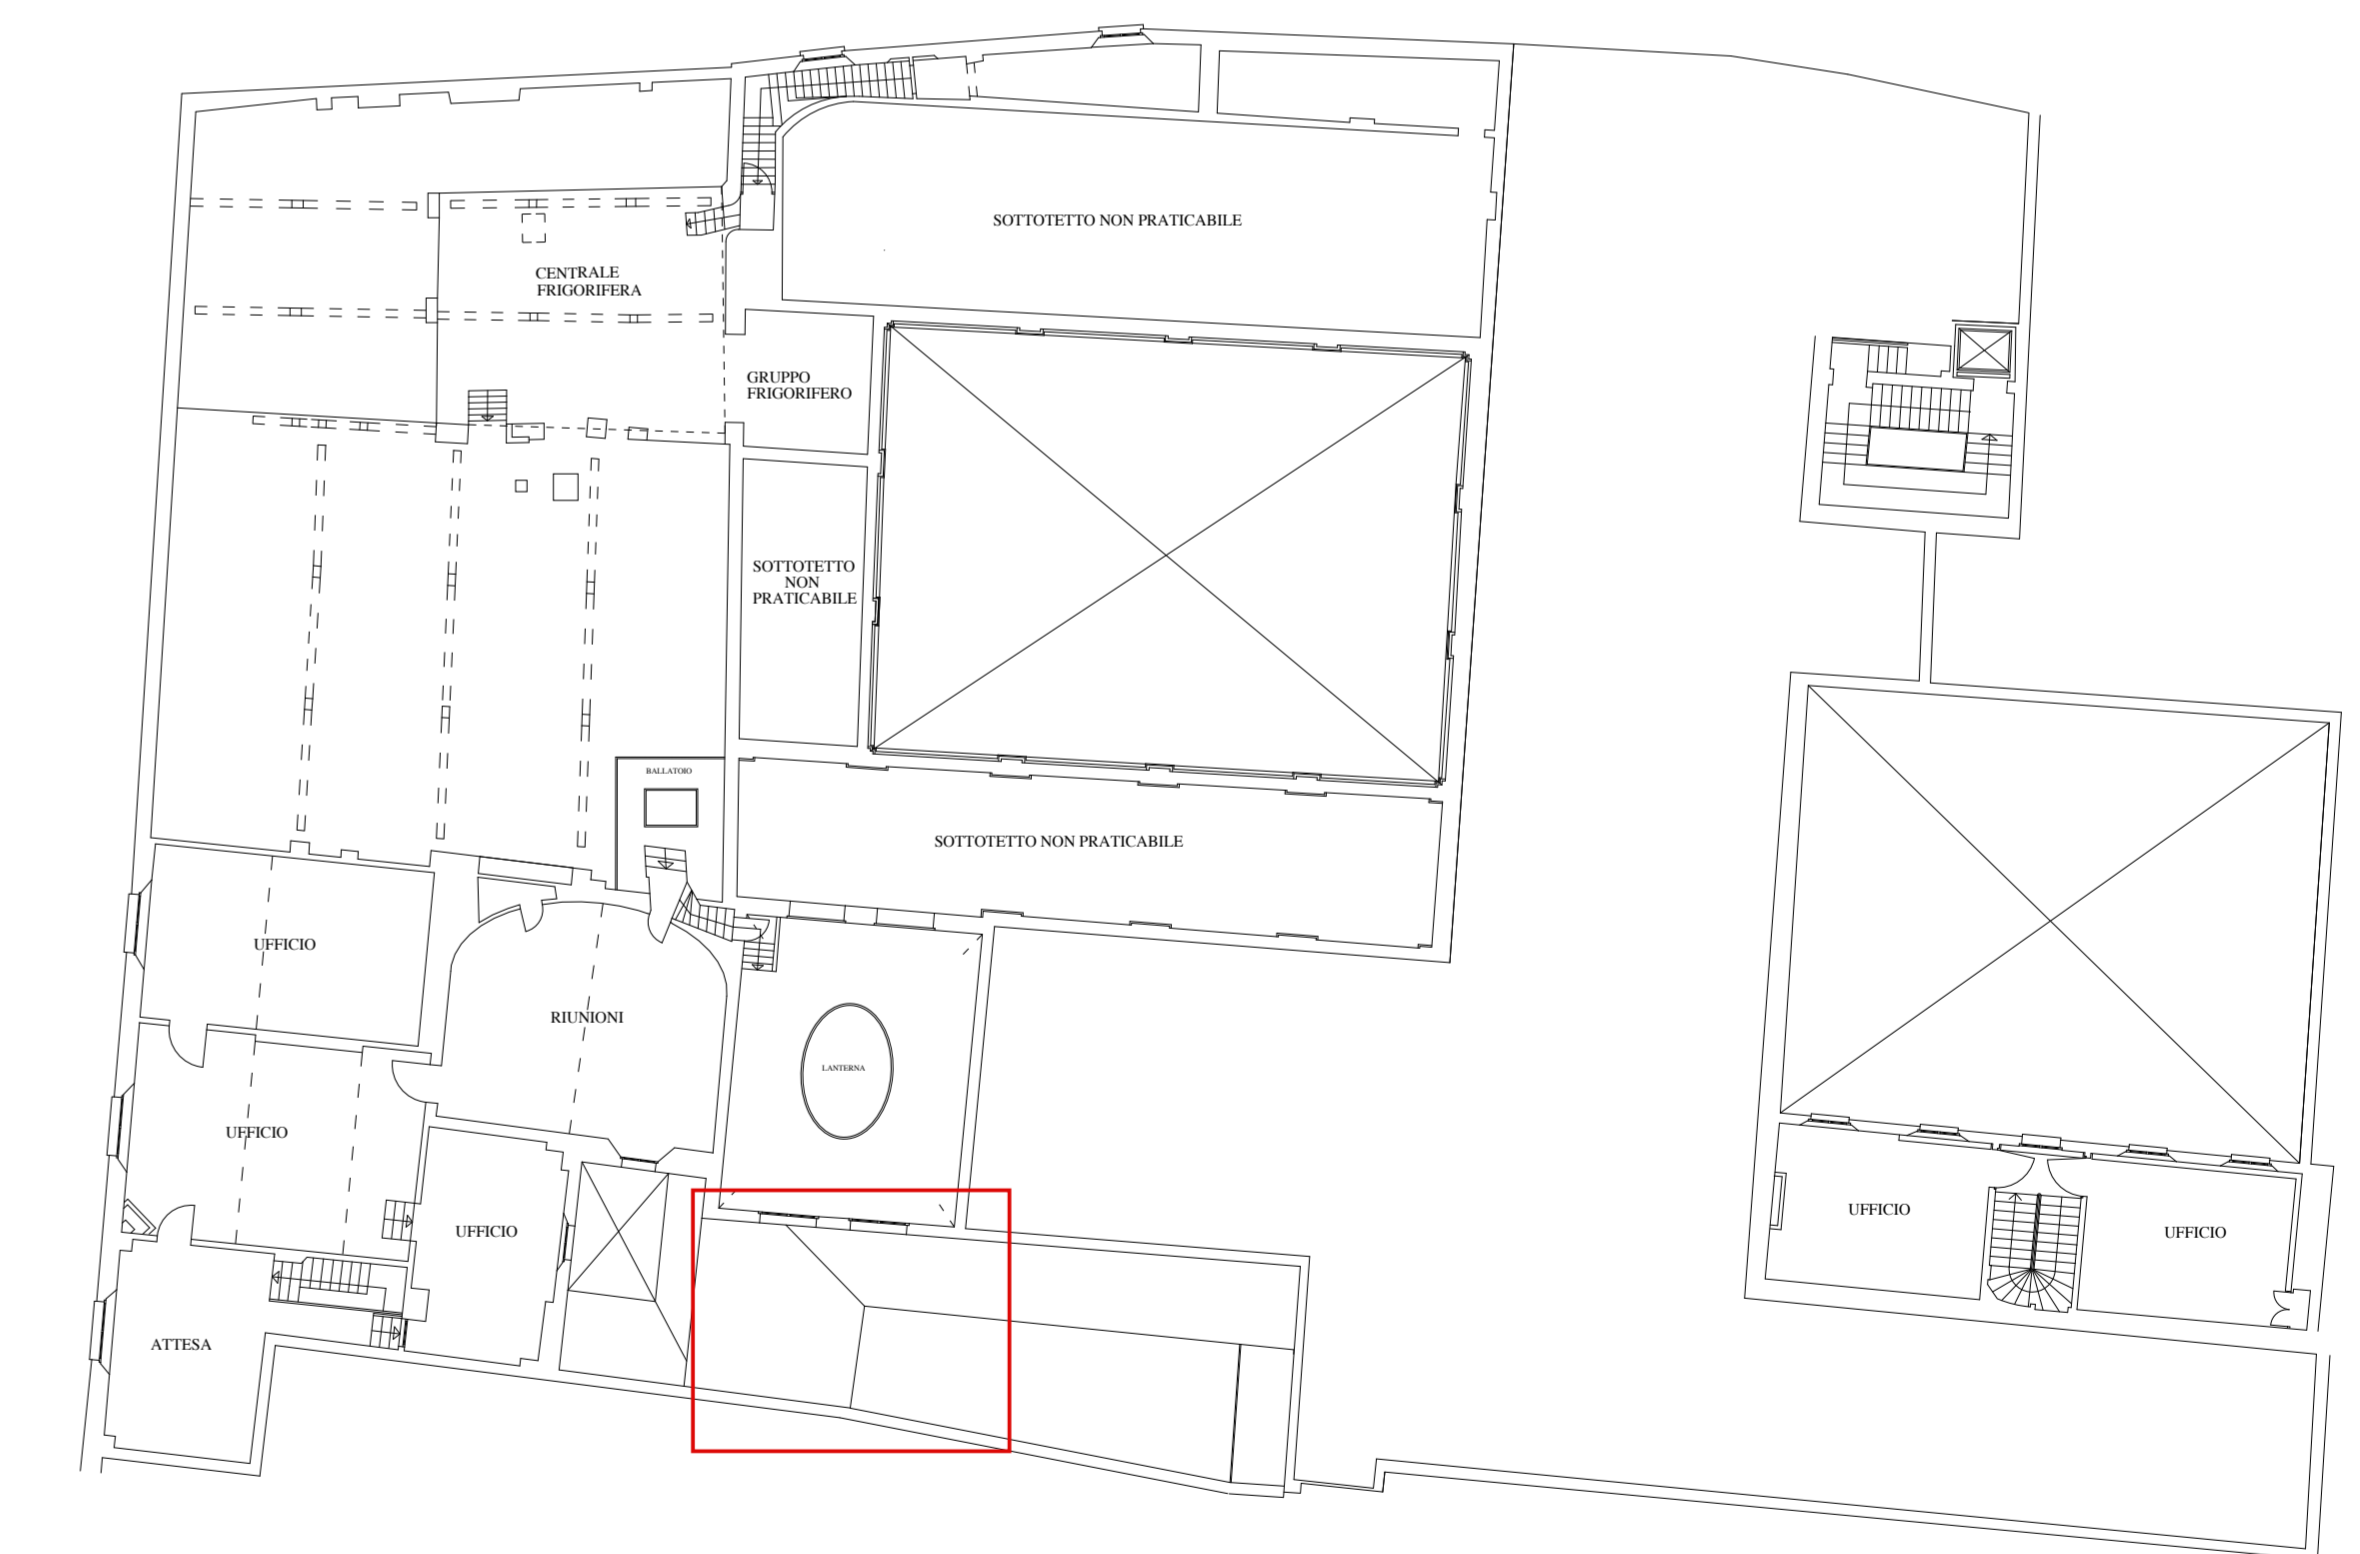 SOTTOTETTO NON PRATICABILE
CENTRALE
FRIGORIFERA
GRUPPO
FRIGORIFERO
SOTTOTETTO
NON
PRATICABILE
BALLATOIO
SOTTOTETTO NON PRATICABILE
UFFICIO
RIUNIONI
LANTERNA
UFFICIO
UFFICIO
UFFICIO
UFFICIO
ATTESA